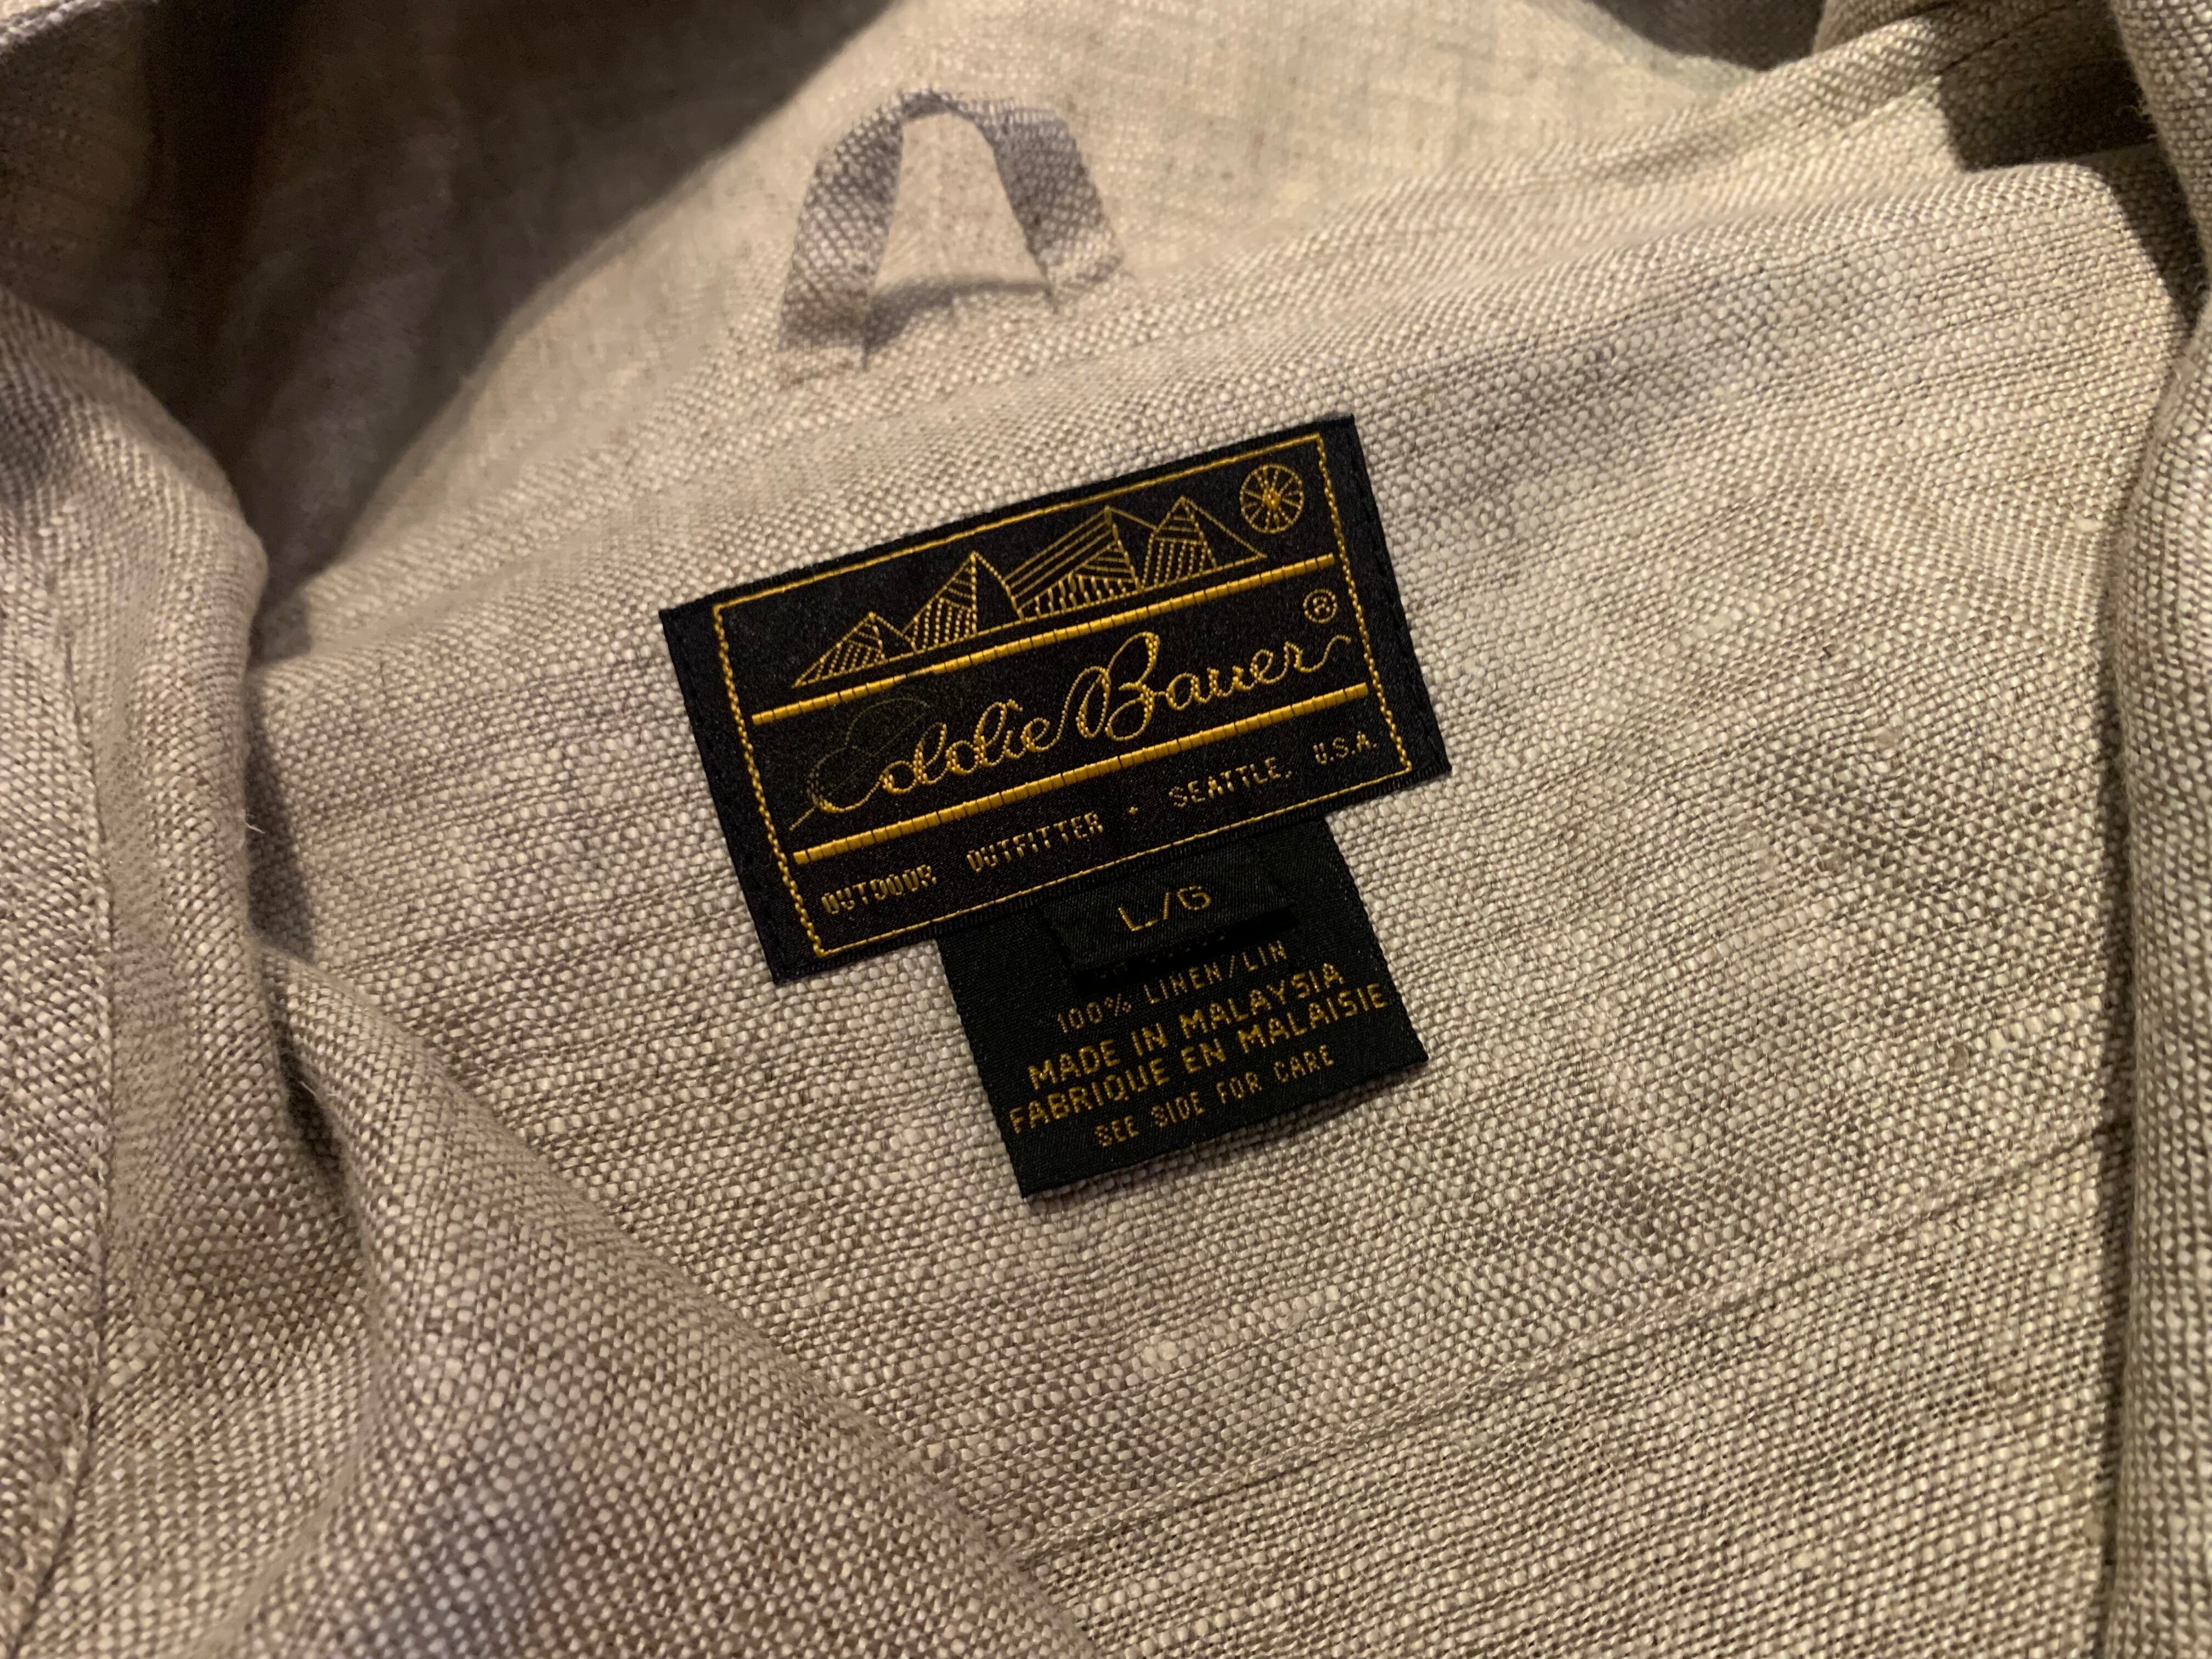 Eddie Bauer®
OUTDOOR OUTFITTER · SEATTLE, U.S.A.
L/G
100% LINEN/LIN
MADE IN MALAYSIA
FABRIQUE EN MALAISIE
SEE SIDE FOR CARE